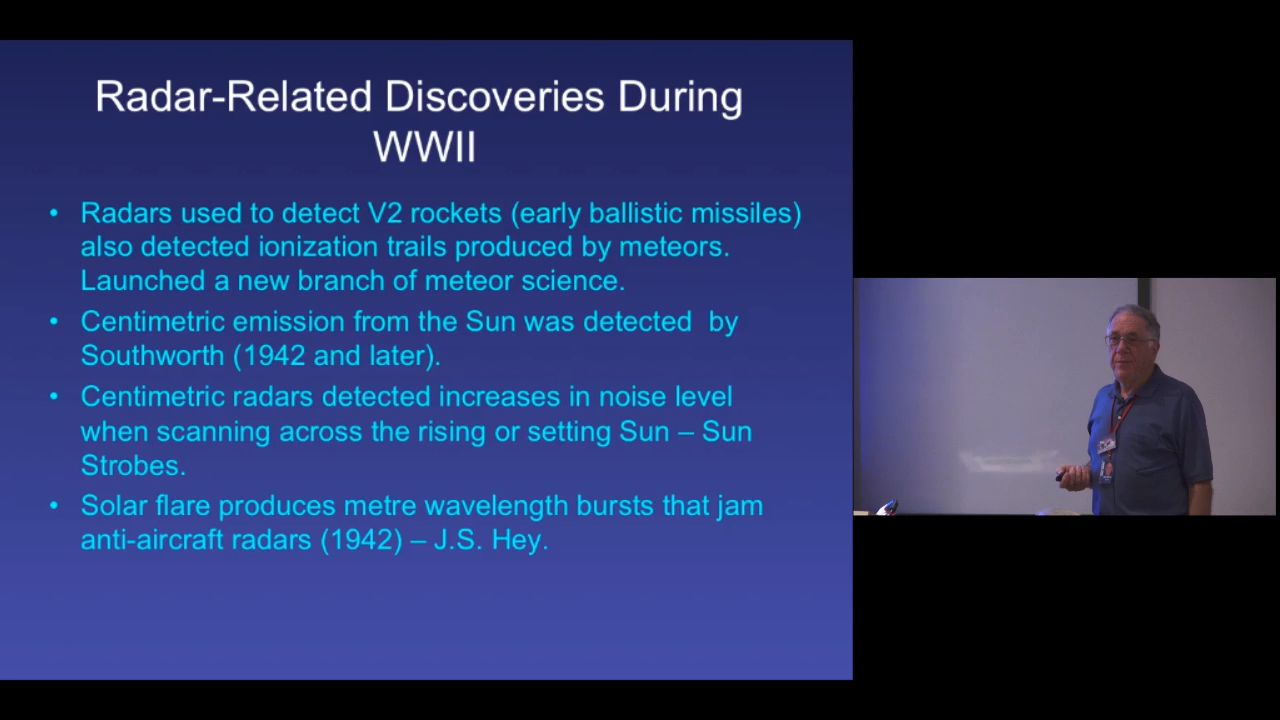 Radar-Related Discoveries During
WWII
• Radars used to detect V2 rockets (early ballistic missiles)
also detected ionization trails produced by meteors.
Launched a new branch of meteor science.
• Centimetric emission from the Sun was detected by
Southworth (1942 and later).
• Centimetric radars detected increases in noise level
when scanning across the rising or setting Sun – Sun
Strobes.
• Solar flare produces metre wavelength bursts that jam
anti-aircraft radars (1942) – J.S. Hey.